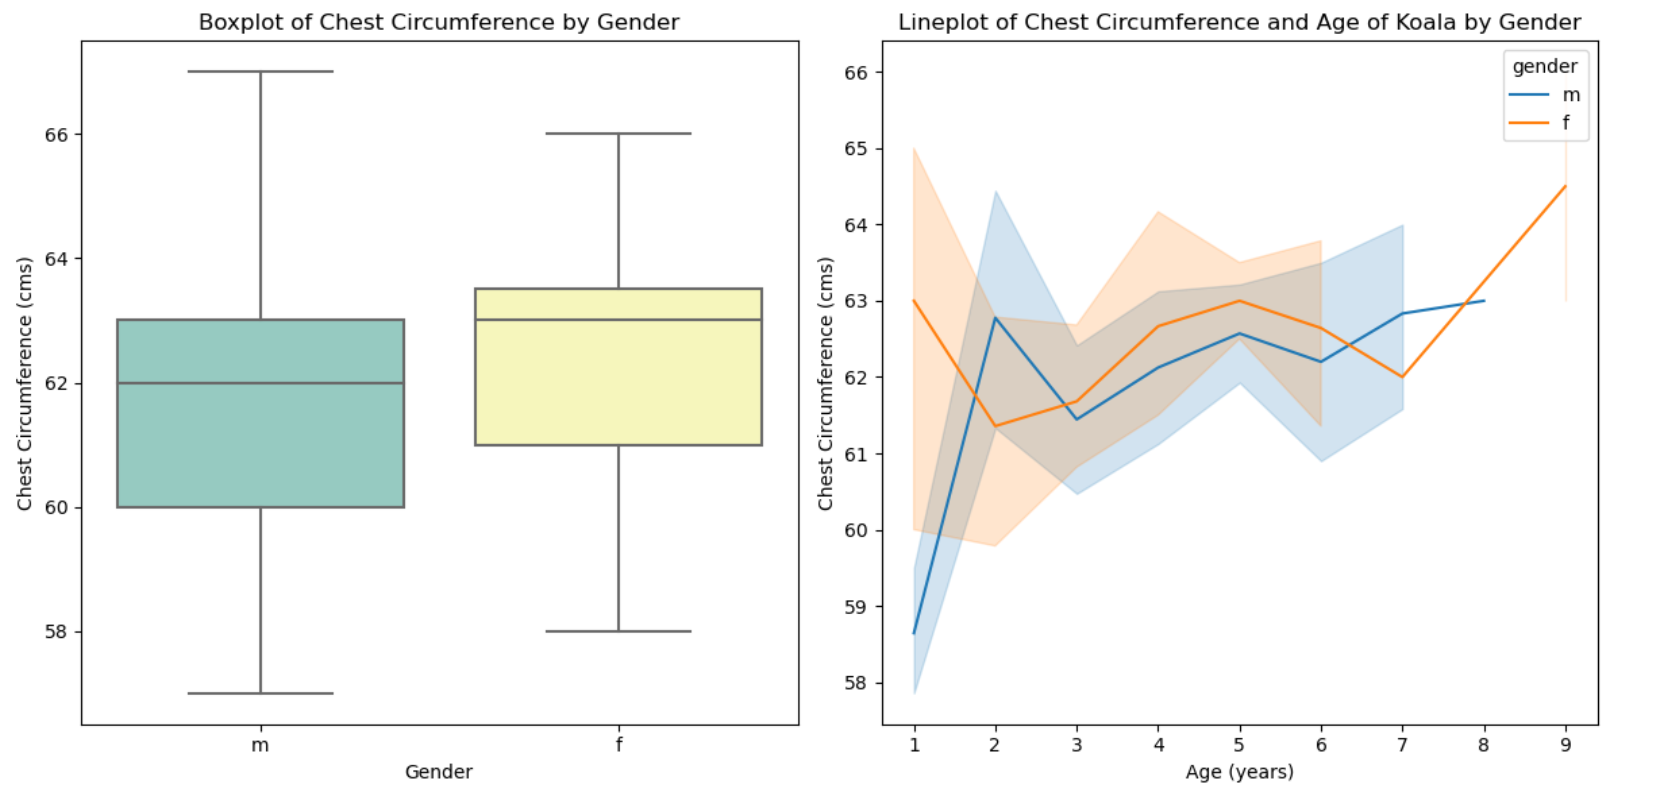 Boxplot of Chest Circumference by Gender
Chest Circumference (cms)
66
64
62
60
58
m f
Gender
Lineplot of Chest Circumference and Age of Koala by Gender
Chest Circumference (cms)
66
65
64
63
62
61
60
59
58
gender
m
f
1 2 3 4 5 6 7 8 9
Age (years)